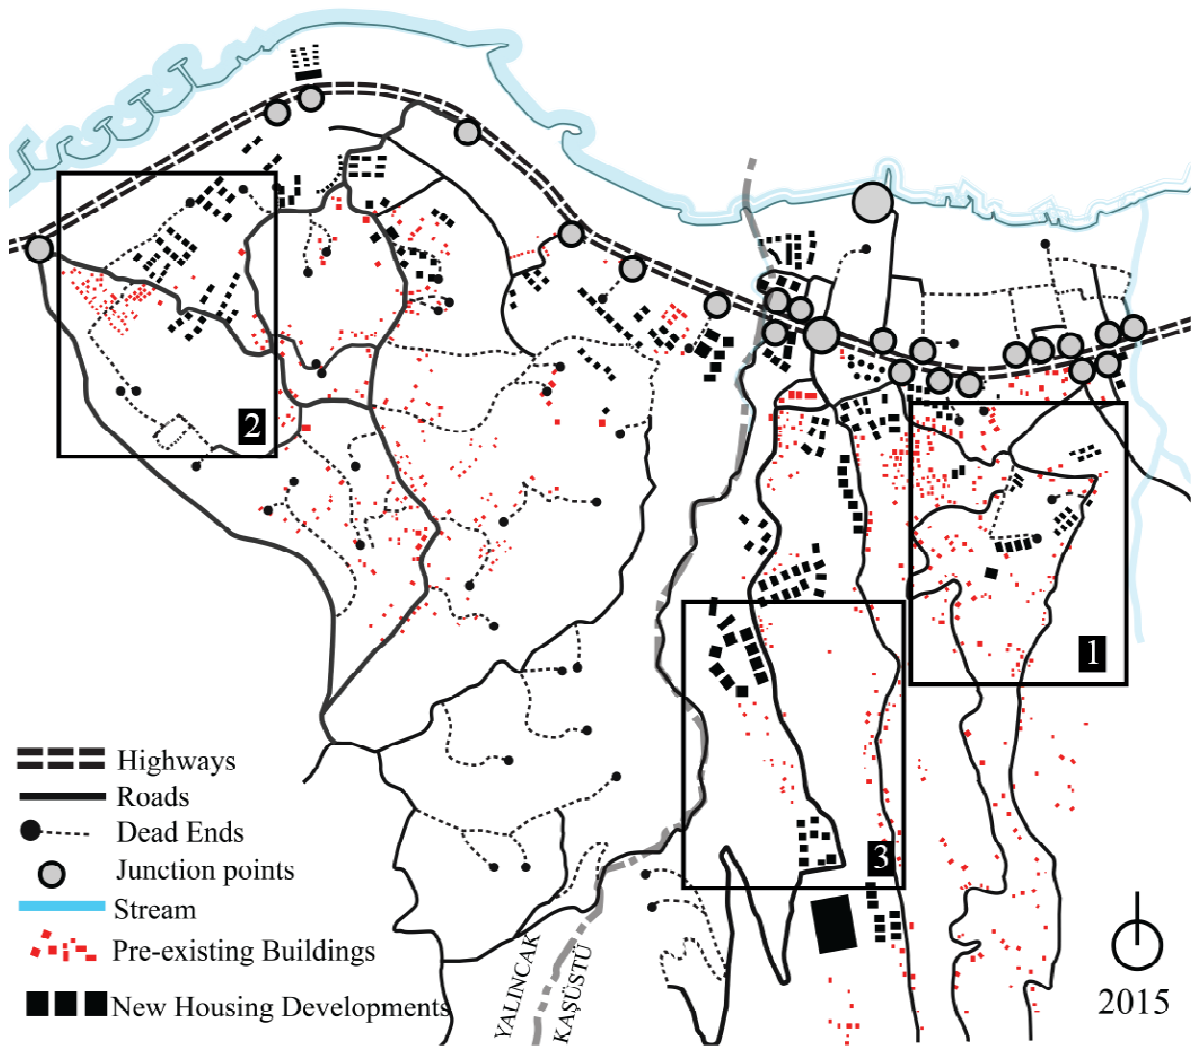 2
1
3
Highways
Roads
Dead Ends
Junction points
Stream
Pre-existing Buildings
New Housing Developments
YALINCAK
KAŞÜSTÜ
2015